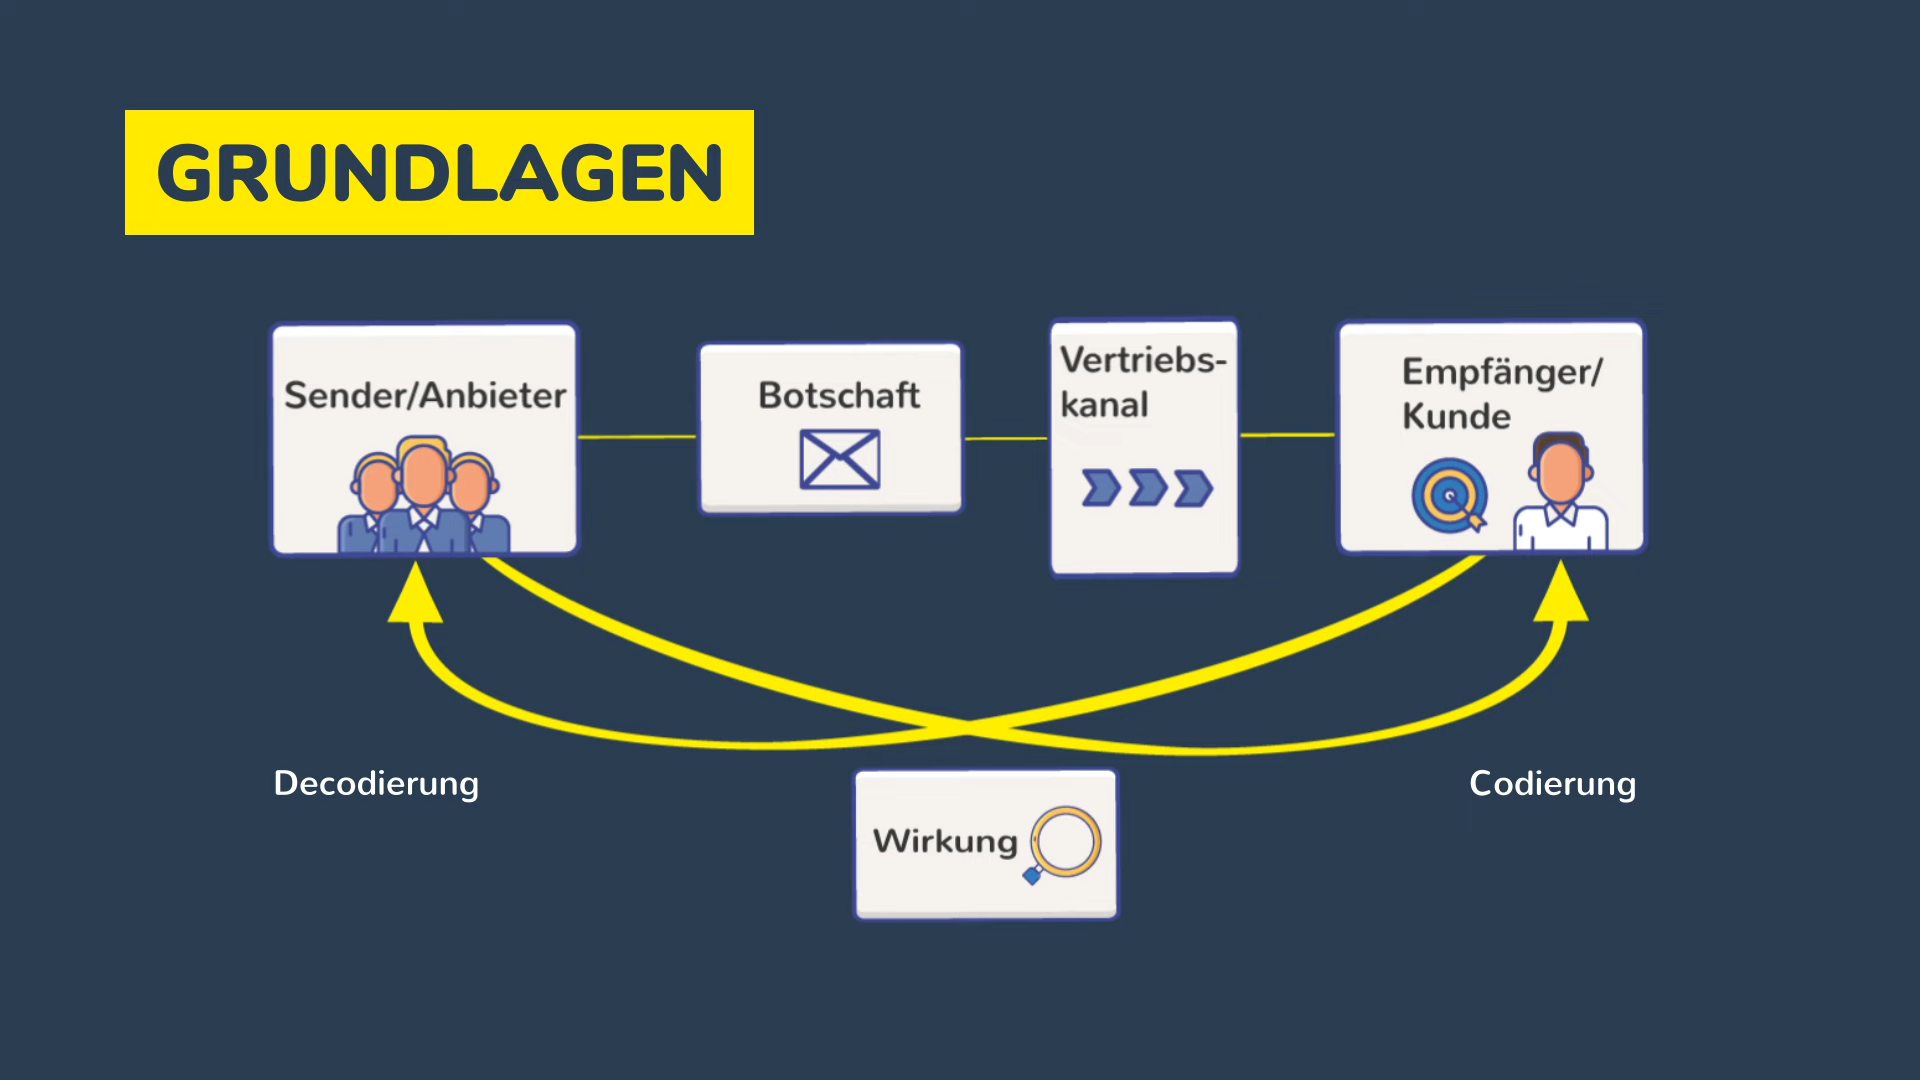 GRUNDLAGEN
Sender/Anbieter
Botschaft
Vertriebs-
kanal
Empfänger/
Kunde
Decodierung
Codierung
Wirkung